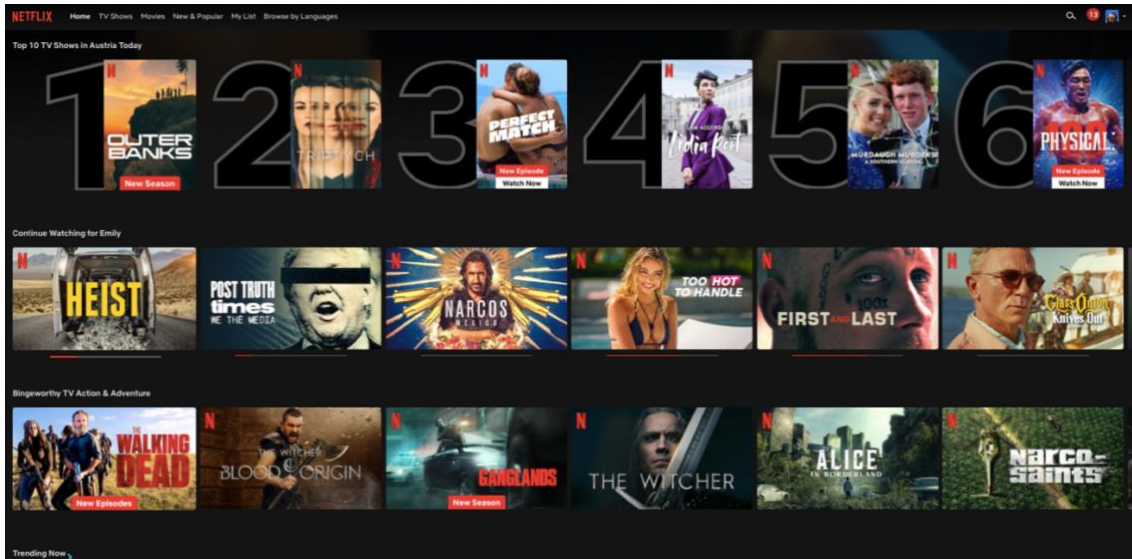 NETFLIX Home TV Shows Movies New & Popular My List Browse by Languages 13
Top 10 TV Shows in Austria Today
1 2 3 4 5 6
N
OUTER
BANKS
New Season
N
TRIPTYCH
N
PERFECT
MATCH
New Episode
Watch Now
N
Lydia Poët
N
MURDAUGH MURDERS
A SOUTHERN SCANDAL
N
PHYSICAL:
New Episode
Watch Now
Continue Watching for Emily
N
HEIST
POST TRUTH
times
WE THE MEDIA
N
NARCOS
MEXICO
N
TOO HOT
TO HANDLE
N
100%
FIRST AND LAST
N
Glass Onion
Knives Out
Bingeworthy TV Action & Adventure
THE
WALKING
DEAD
New Episodes
N
THE WITCHER
BLOOD ORIGIN
N
GANGLANDS
New Season
N
THE WITCHER
N
ALICE
IN BORDERLAND
N
Narco-
saints
Trending Now